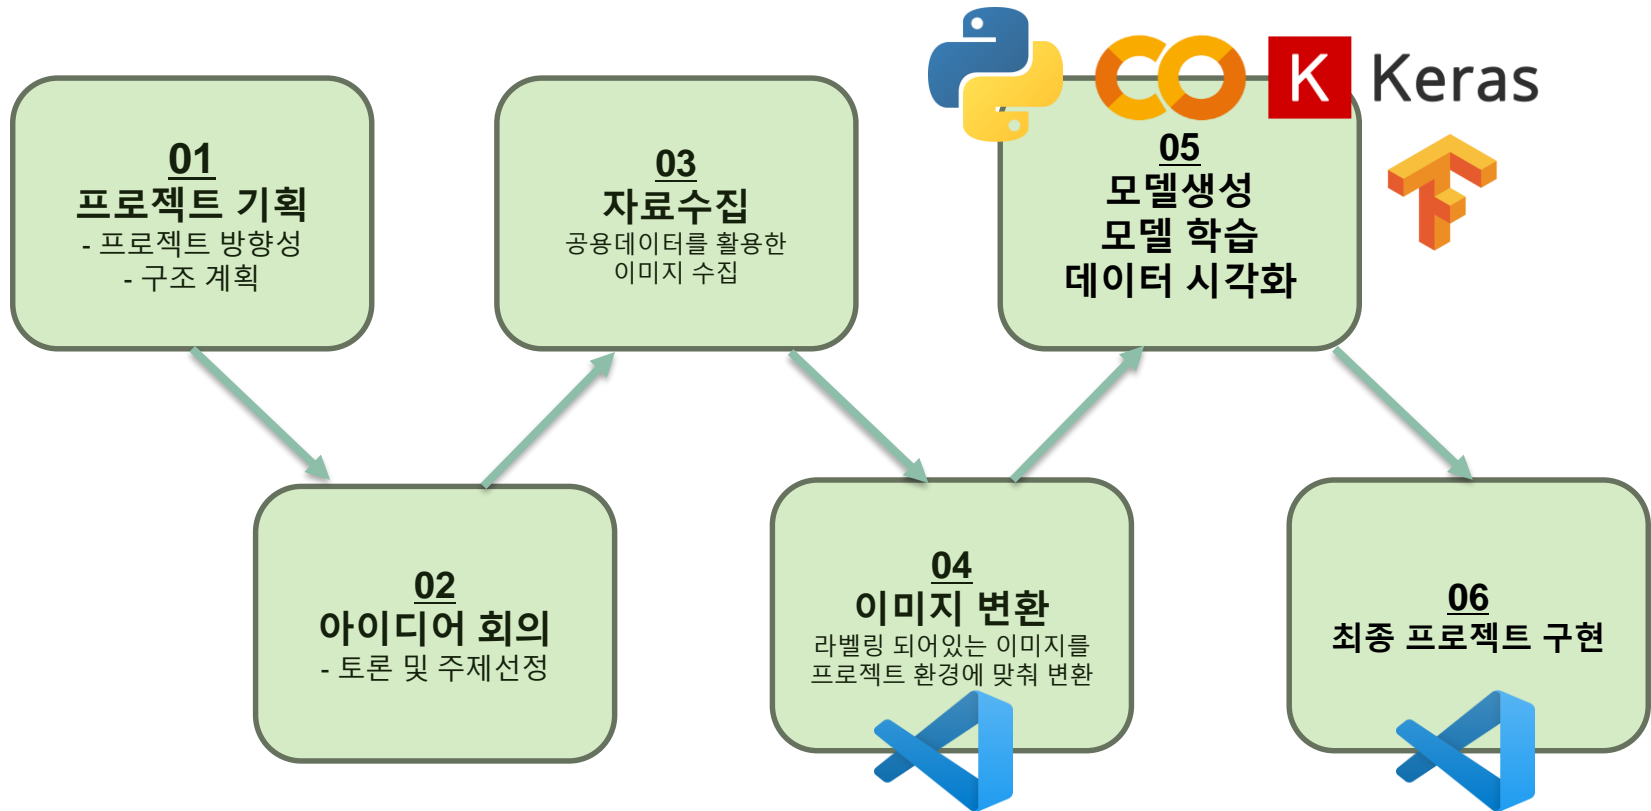 01
프로젝트 기획
- 프로젝트 방향성
- 구조 계획
02
아이디어 회의
- 토론 및 주제선정
03
자료수집
공용데이터를 활용한
이미지 수집
04
이미지 변환
라벨링 되어있는 이미지를
프로젝트 환경에 맞춰 변환
K Keras
05
모델생성
모델 학습
데이터 시각화
06
최종 프로젝트 구현